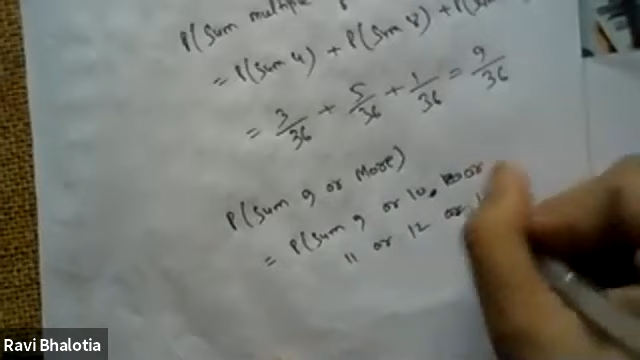 P(Sum multiple
= P(Sum 4) + P(Sum 8) + P(Sum
= 3/36 + 5/36 + 1/36 = 9/36
P(Sum 9 or More)
= P(Sum 9 or 10, or
11 or 12 or
Ravi Bhalotia